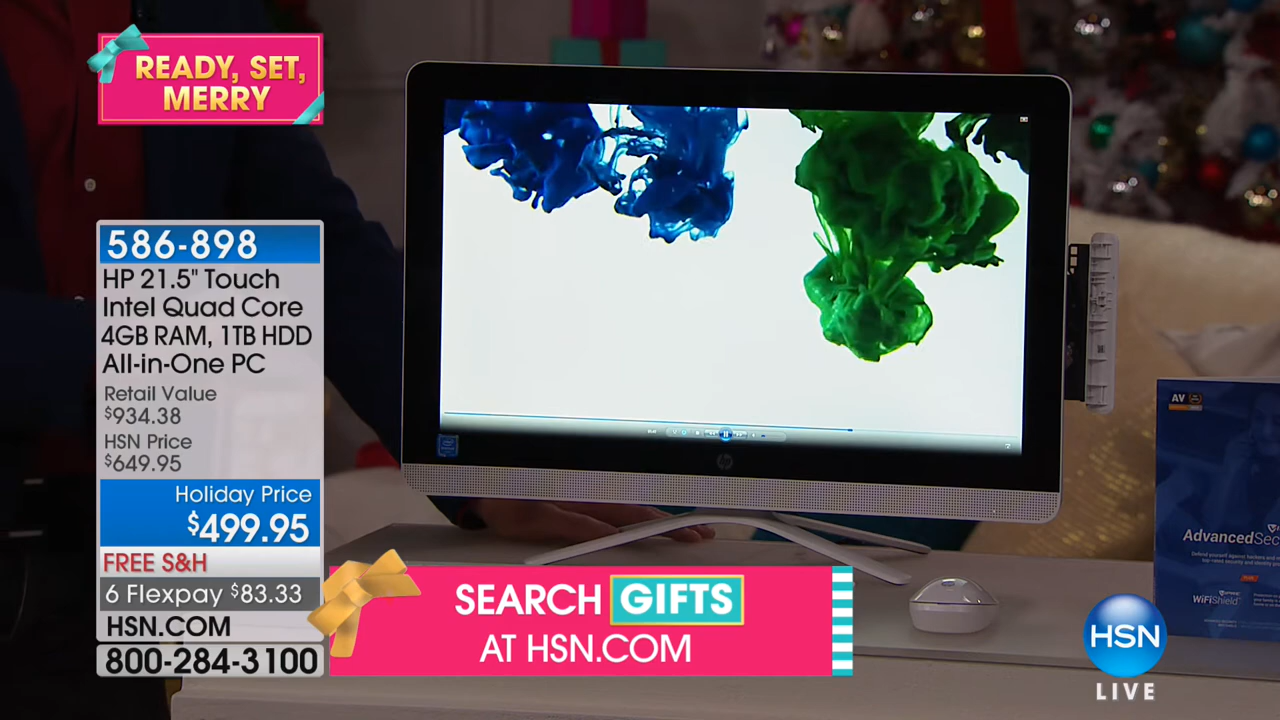 READY, SET,
MERRY
586-898
HP 21.5" Touch
Intel Quad Core
4GB RAM, 1TB HDD
All-in-One PC
Retail Value
$934.38
HSN Price
$649.95
Holiday Price
$499.95
FREE S&H
6 Flexpay $83.33
HSN.COM
800-284-3100
SEARCH GIFTS
AT HSN.COM
hp
AV
AdvancedSec
WiFiShield
HSN
LIVE